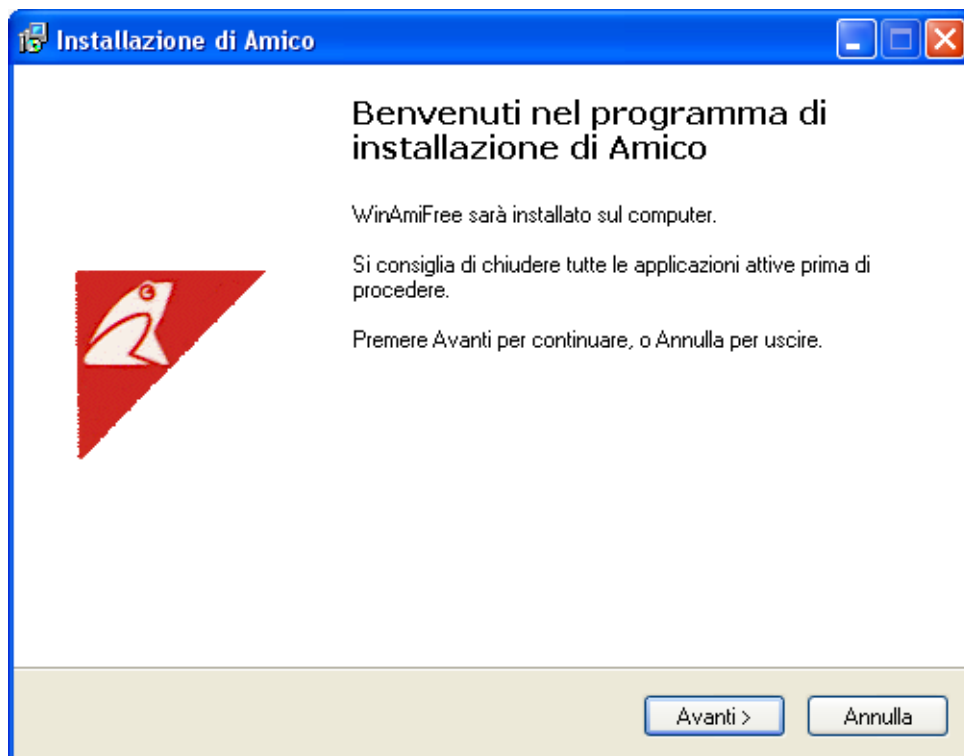 Installazione di Amico
Benvenuti nel programma di
installazione di Amico
WinAmiFree sarà installato sul computer.
Si consiglia di chiudere tutte le applicazioni attive prima di
procedere.
Premere Avanti per continuare, o Annulla per uscire.
Avanti >
Annulla